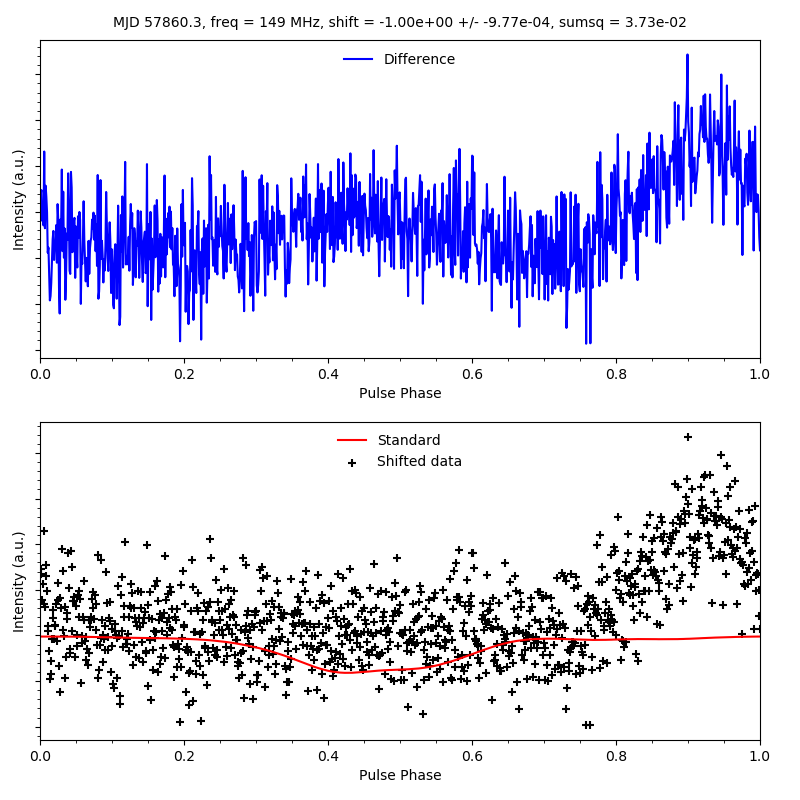 MJD 57860.3, freq = 149 MHz, shift = -1.00e+00 +/- -9.77e-04, sumsq = 3.73e-02
Difference
Intensity (a.u.)
0.0 0.2 0.4 0.6 0.8 1.0
Pulse Phase
Standard
Shifted data
Intensity (a.u.)
0.0 0.2 0.4 0.6 0.8 1.0
Pulse Phase